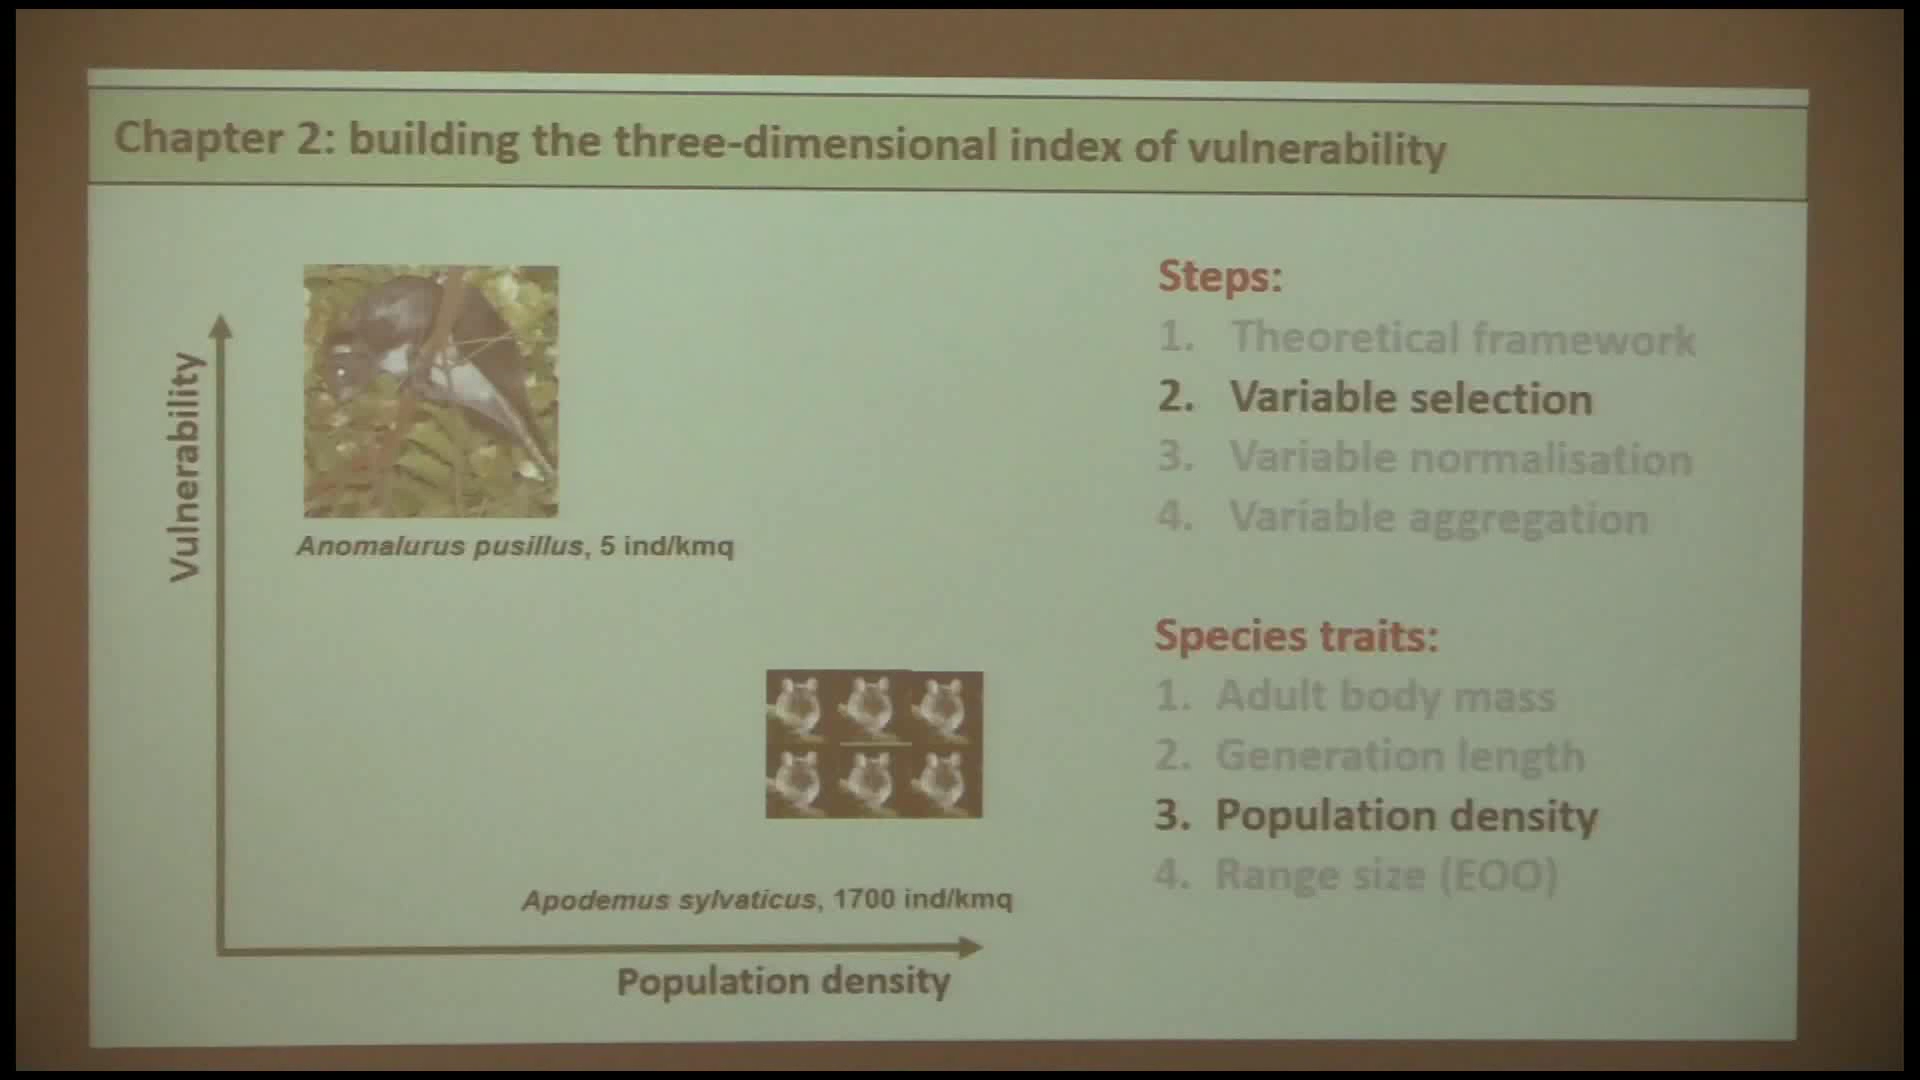 Chapter 2: building the three-dimensional index of vulnerability
Vulnerability
Anomalurus pusillus, 5 ind/kmq
Apodemus sylvaticus, 1700 ind/kmq
Population density
Steps:
1. Theoretical framework
2. Variable selection
3. Variable normalisation
4. Variable aggregation
Species traits:
1. Adult body mass
2. Generation length
3. Population density
4. Range size (EOO)